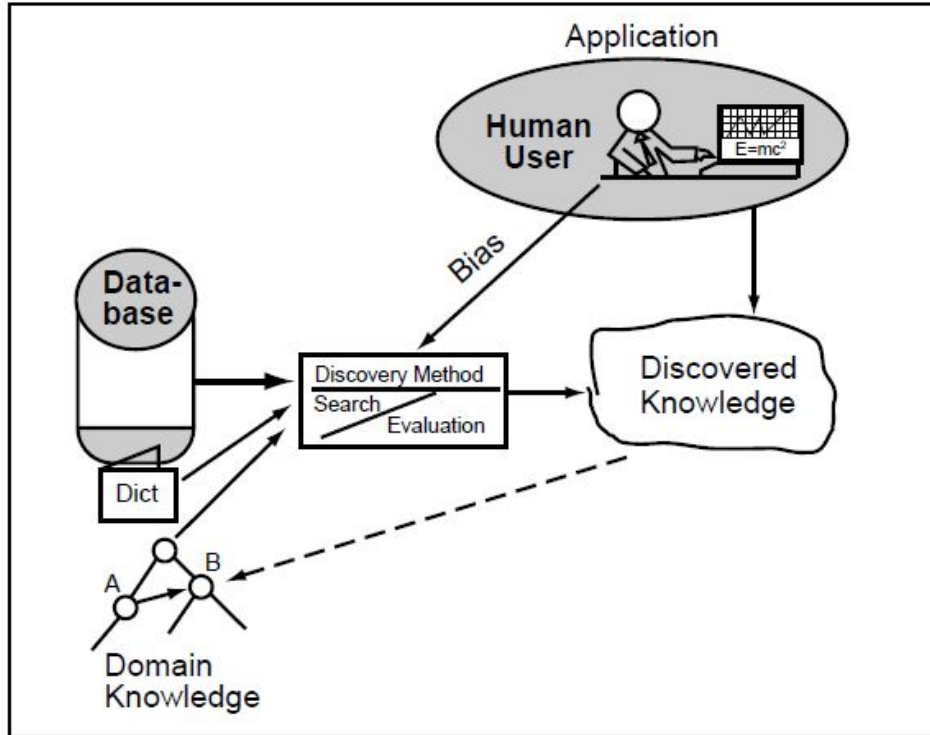 Application
Human
User
E=mc²
Bias
Data-
base
Discovery Method
Search
Evaluation
Discovered
Knowledge
Dict
A
B
Domain
Knowledge